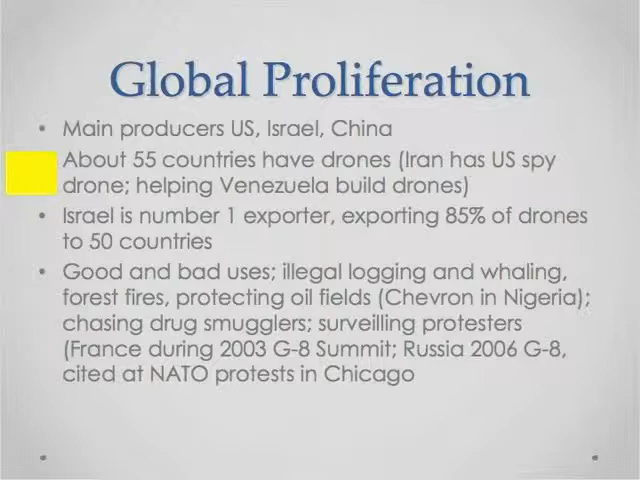 Global Proliferation
• Main producers US, Israel, China
About 55 countries have drones (Iran has US spy
drone; helping Venezuela build drones)
• Israel is number 1 exporter, exporting 85% of drones
to 50 countries
• Good and bad uses; illegal logging and whaling,
forest fires, protecting oil fields (Chevron in Nigeria);
chasing drug smugglers; surveilling protesters
(France during 2003 G-8 Summit; Russia 2006 G-8,
cited at NATO protests in Chicago